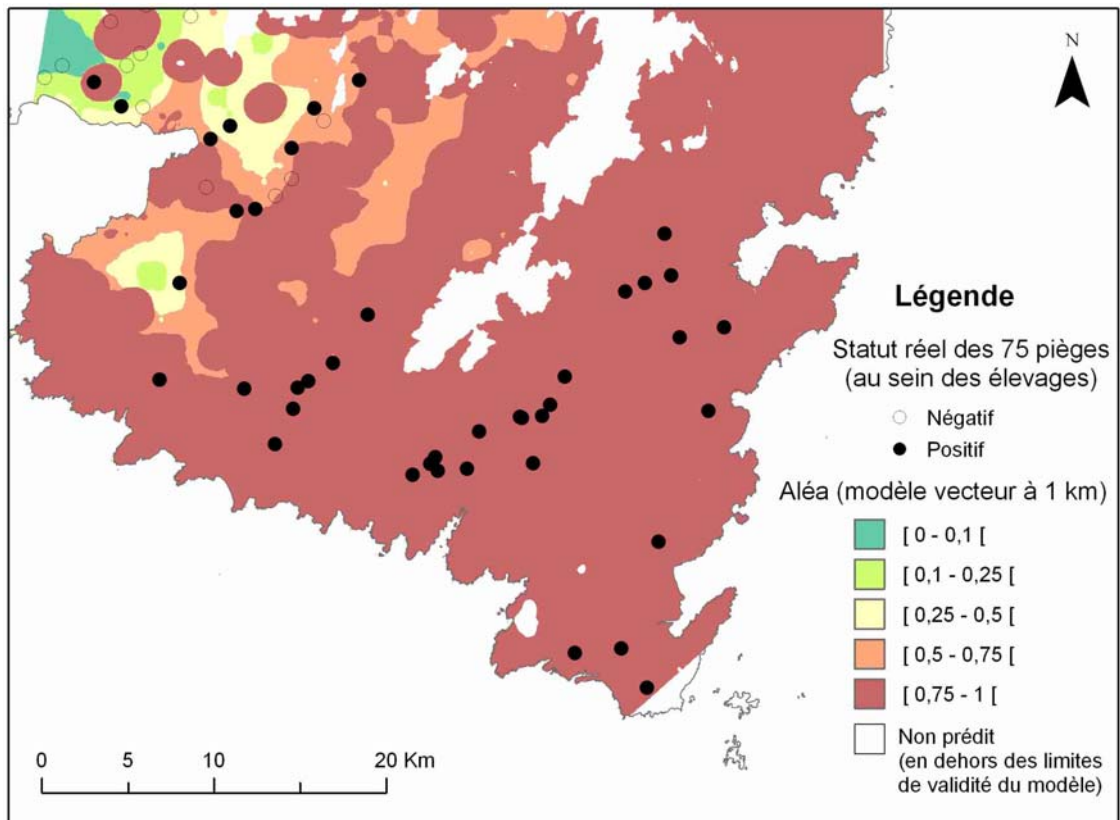 N
Légende
Statut réel des 75 pièges
(au sein des élevages)
Négatif
Positif
Aléa (modèle vecteur à 1 km)
[ 0 - 0,1 [
[ 0,1 - 0,25 [
[ 0,25 - 0,5 [
[ 0,5 - 0,75 [
[ 0,75 - 1 [
Non prédit
(en dehors des limites
de validité du modèle)
0 5 10 20 Km